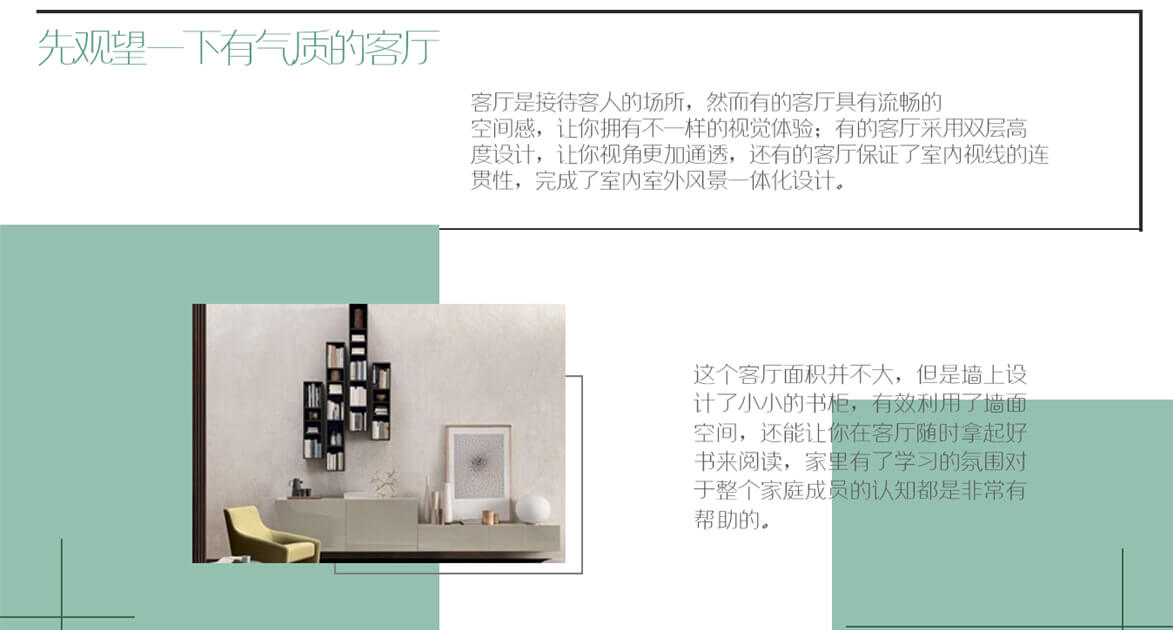 先观望一下有气质的客厅
客厅是接待客人的场所，然而有的客厅具有流畅的
空间感，让你拥有不一样的视觉体验；有的客厅采用双层高
度设计，让你视角更加通透，还有的客厅保证了室内视线的连
贯性，完成了室内室外风景一体化设计。
这个客厅面积并不大，但是墙上设
计了小小的书柜，有效利用了墙面
空间，还能让你在客厅随时拿起好
书来阅读，家里有了学习的氛围对
于整个家庭成员的认知都是非常有
帮助的。